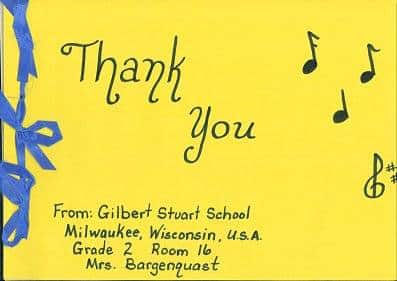 Thank
You
From: Gilbert Stuart School
Milwaukee, Wisconsin, U.S.A.
Grade 2 Room 16
Mrs. Bargenquast